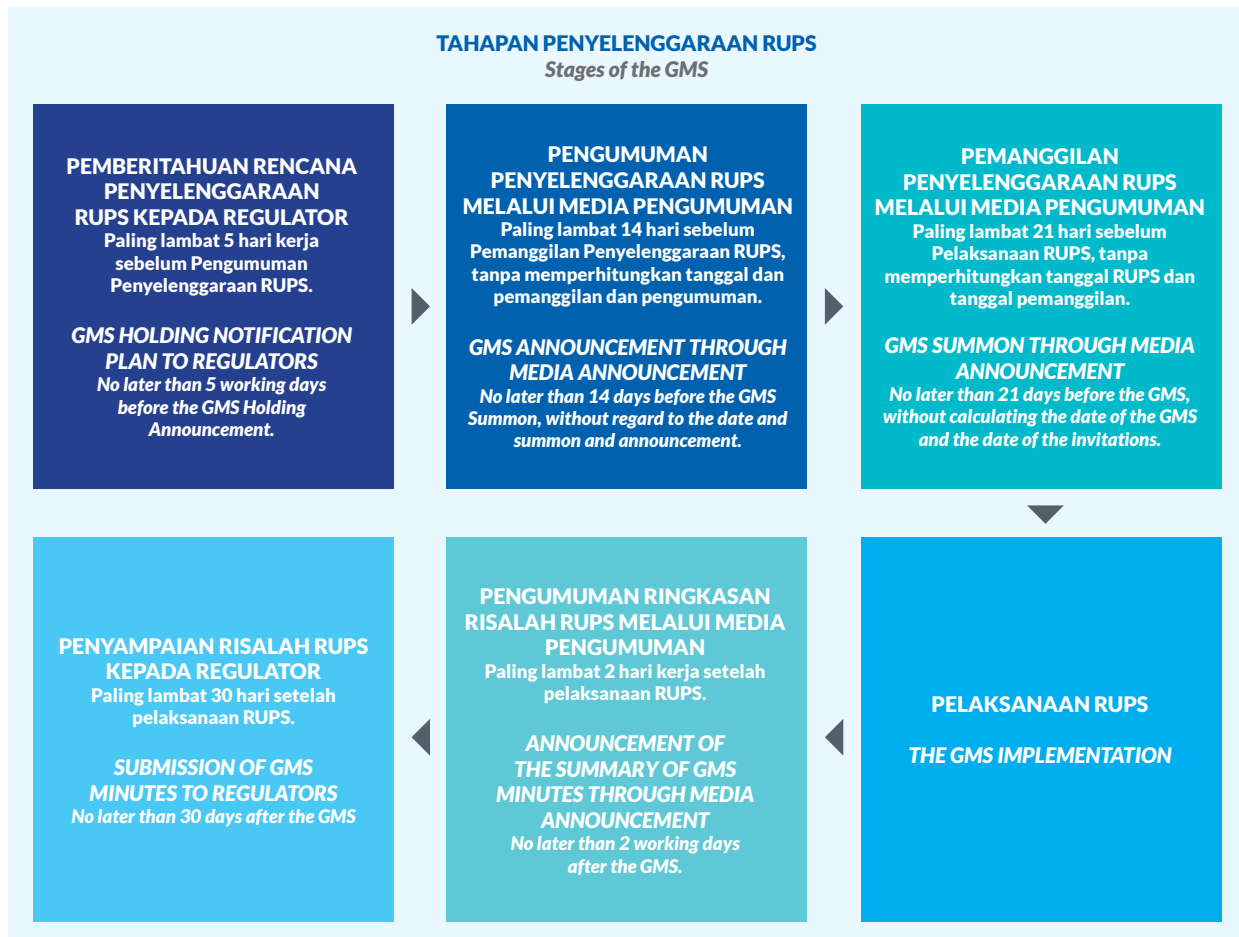 TAHAPAN PENYELENGGARAAN RUPS
Stages of the GMS
PEMBERITAHUAN RENCANA
PENYELENGGARAAN
RUPS KEPADA REGULATOR
Paling lambat 5 hari kerja
sebelum Pengumuman
Penyelenggaraan RUPS.
GMS HOLDING NOTIFICATION
PLAN TO REGULATORS
No later than 5 working days
before the GMS Holding
Announcement.
PENGUMUMAN
PENYELENGGARAAN RUPS
MELALUI MEDIA PENGUMUMAN
Paling lambat 14 hari sebelum
Pemanggilan Penyelenggaraan RUPS,
tanpa memperhitungkan tanggal dan
pemanggilan dan pengumuman.
GMS ANNOUNCEMENT THROUGH
MEDIA ANNOUNCEMENT
No later than 14 days before the GMS
Summon, without regard to the date and
summon and announcement.
PEMANGGILAN
PENYELENGGARAAN RUPS
MELALUI MEDIA PENGUMUMAN
Paling lambat 21 hari sebelum
Pelaksanaan RUPS, tanpa
memperhitungkan tanggal RUPS dan
tanggal pemanggilan.
GMS SUMMON THROUGH MEDIA
ANNOUNCEMENT
No later than 21 days before the GMS,
without calculating the date of the GMS
and the date of the invitations.
PELAKSANAAN RUPS
THE GMS IMPLEMENTATION
PENGUMUMAN RINGKASAN
RISALAH RUPS MELALUI MEDIA
PENGUMUMAN
Paling lambat 2 hari kerja setelah
pelaksanaan RUPS.
ANNOUNCEMENT OF
THE SUMMARY OF GMS
MINUTES THROUGH MEDIA
ANNOUNCEMENT
No later than 2 working days
after the GMS.
PENYAMPAIAN RISALAH RUPS
KEPADA REGULATOR
Paling lambat 30 hari setelah
pelaksanaan RUPS.
SUBMISSION OF GMS
MINUTES TO REGULATORS
No later than 30 days after the GMS